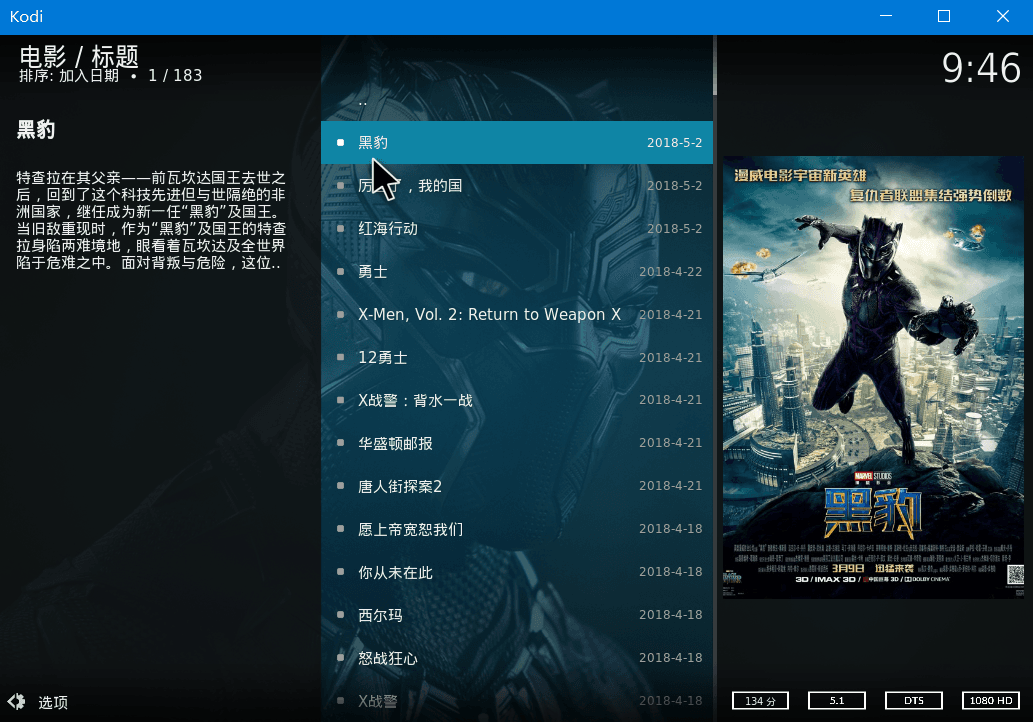 Kodi
电影 / 标题
排序: 加入日期 • 1 / 183
9:46
黑豹
特查拉在其父亲——前瓦坎达国王去世之
后，回到了这个科技先进但与世隔绝的非
洲国家，继任成为新一任“黑豹”及国王。
当旧敌重现时，作为“黑豹”及国王的特查
拉身陷两难境地，眼看着瓦坎达及全世界
陷于危难之中。面对背叛与危险，这位..
..
黑豹 2018-5-2
厉 ，我的国 2018-5-2
红海行动 2018-5-2
勇士 2018-4-22
X-Men, Vol. 2: Return to Weapon X 2018-4-21
12勇士 2018-4-21
X战警：背水一战 2018-4-21
华盛顿邮报 2018-4-21
唐人街探案2 2018-4-21
愿上帝宽恕我们 2018-4-18
你从未在此 2018-4-18
西尔玛 2018-4-18
怒战狂心 2018-4-18
X战警 2018-4-18
漫威电影宇宙新英雄
复仇者联盟集结强势倒数
MARVEL STUDIOS
黑豹
3月9日 迅猛来袭
3D / IMAX 3D / 中国巨幕 3D / DOLBY CINEMA
选项
134 分
5.1
DTS
1080 HD